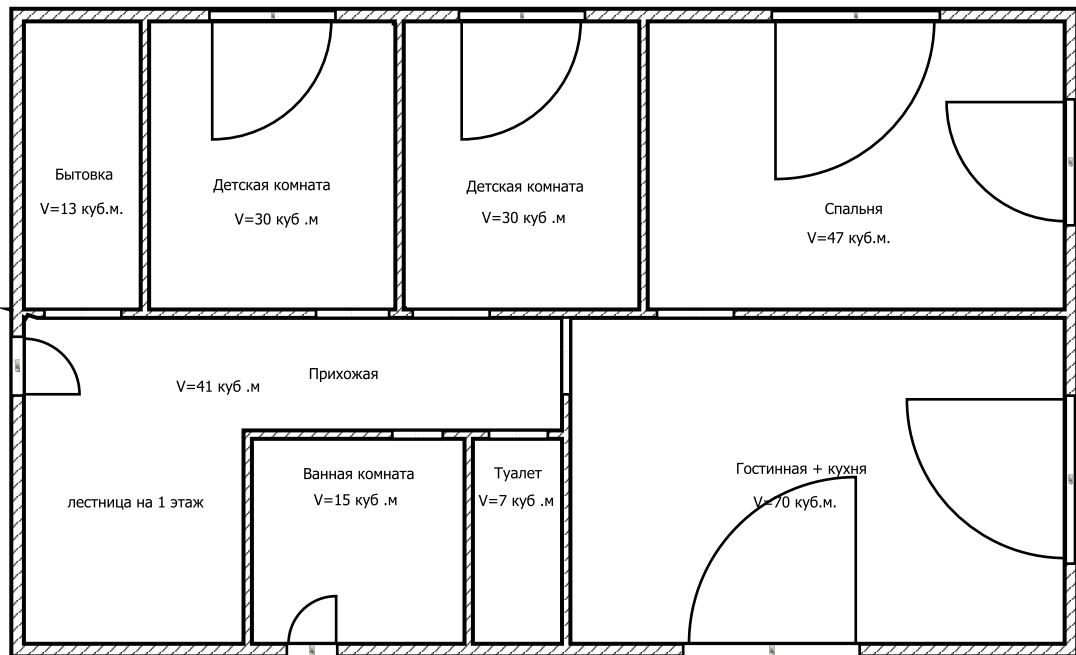 Бытовка
V=13 куб.м.
Детская комната
V=30 куб .м
Детская комната
V=30 куб .м
Спальня
V=47 куб.м.
Прихожая
V=41 куб .м
лестница на 1 этаж
Ванная комната
V=15 куб .м
Туалет
V=7 куб .м
Гостинная + кухня
V=70 куб.м.